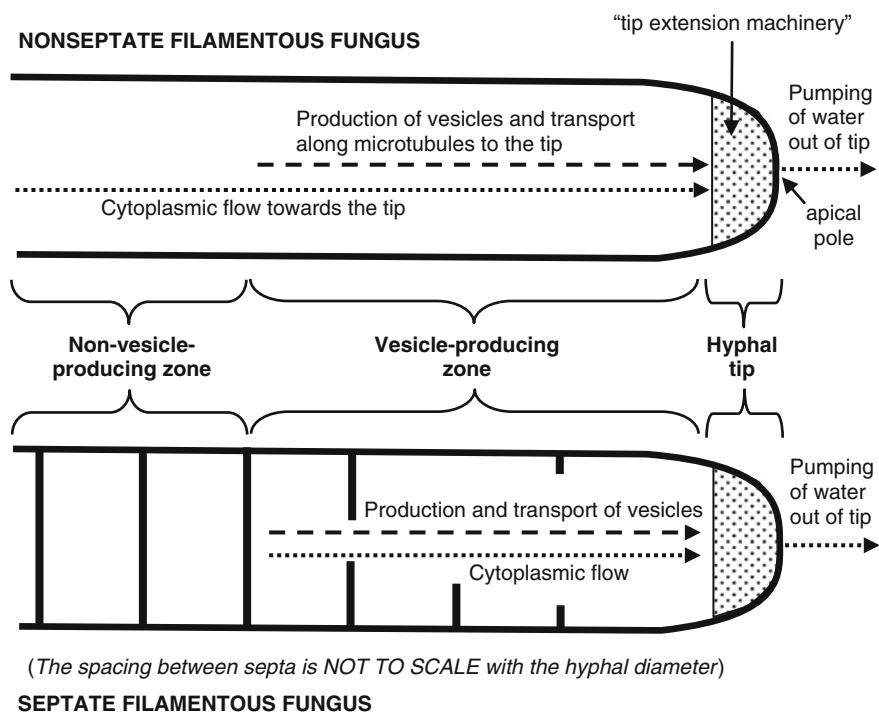 “tip extension machinery”
NONSEPTATE FILAMENTOUS FUNGUS
Production of vesicles and transport
along microtubules to the tip
Pumping
of water
out of tip
Cytoplasmic flow towards the tip
apical
pole
Non-vesicle-
producing zone
Vesicle-producing
zone
Hyphal
tip
Production and transport of vesicles
Cytoplasmic flow
Pumping
of water
out of tip
(The spacing between septa is NOT TO SCALE with the hyphal diameter)
SEPTATE FILAMENTOUS FUNGUS